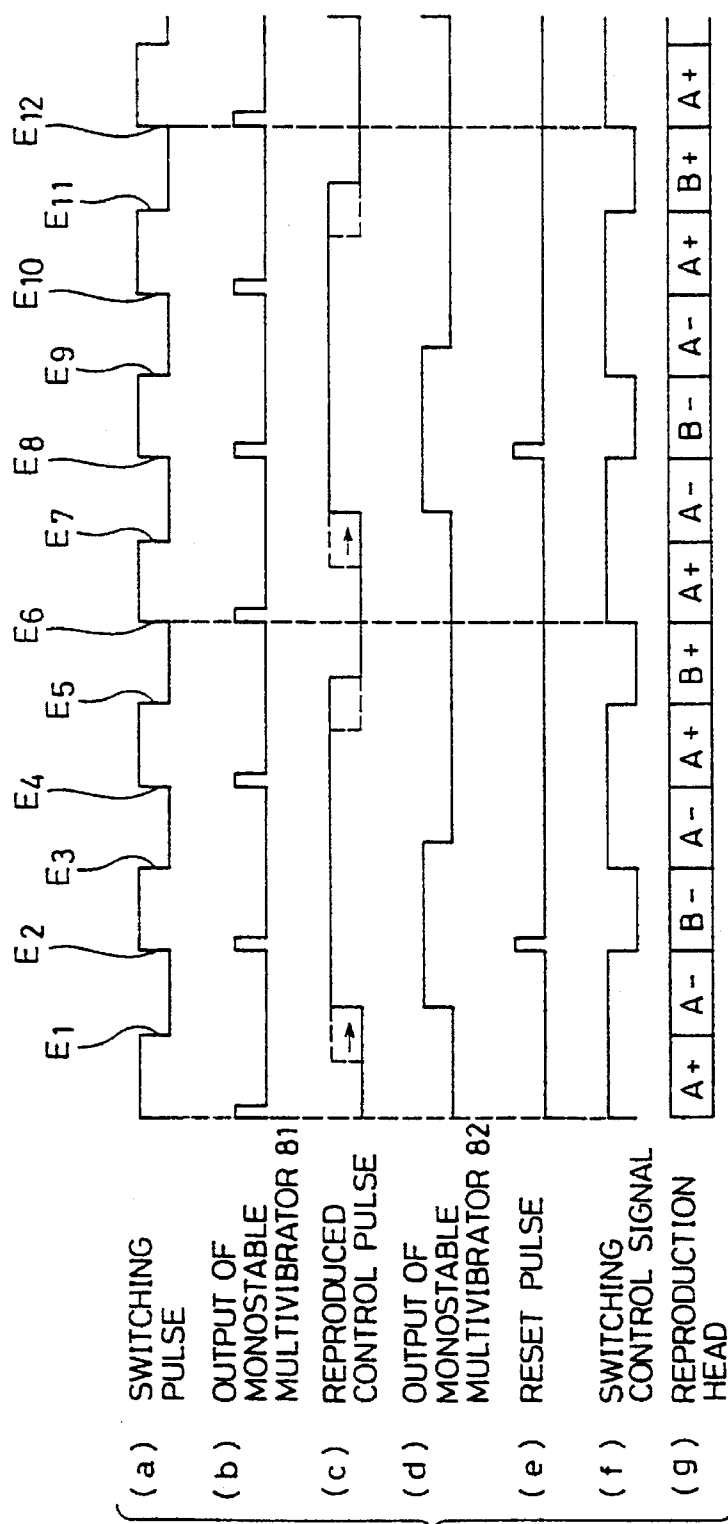 E1 E2 E3 E4 E5 E6 E7 E8 E9 E10 E11 E12
(a) SWITCHING
PULSE
(b) OUTPUT OF
MONOSTABLE
MULTIVIBRATOR 81
(c) REPRODUCED
CONTROL PULSE
(d) OUTPUT OF
MONOSTABLE
MULTIVIBRATOR 82
(e) RESET PULSE
(f) SWITCHING
CONTROL SIGNAL
(g) REPRODUCTION
HEAD
A+ A- B- A- A+ B+ A+ A- B- A- A+ B+ A+